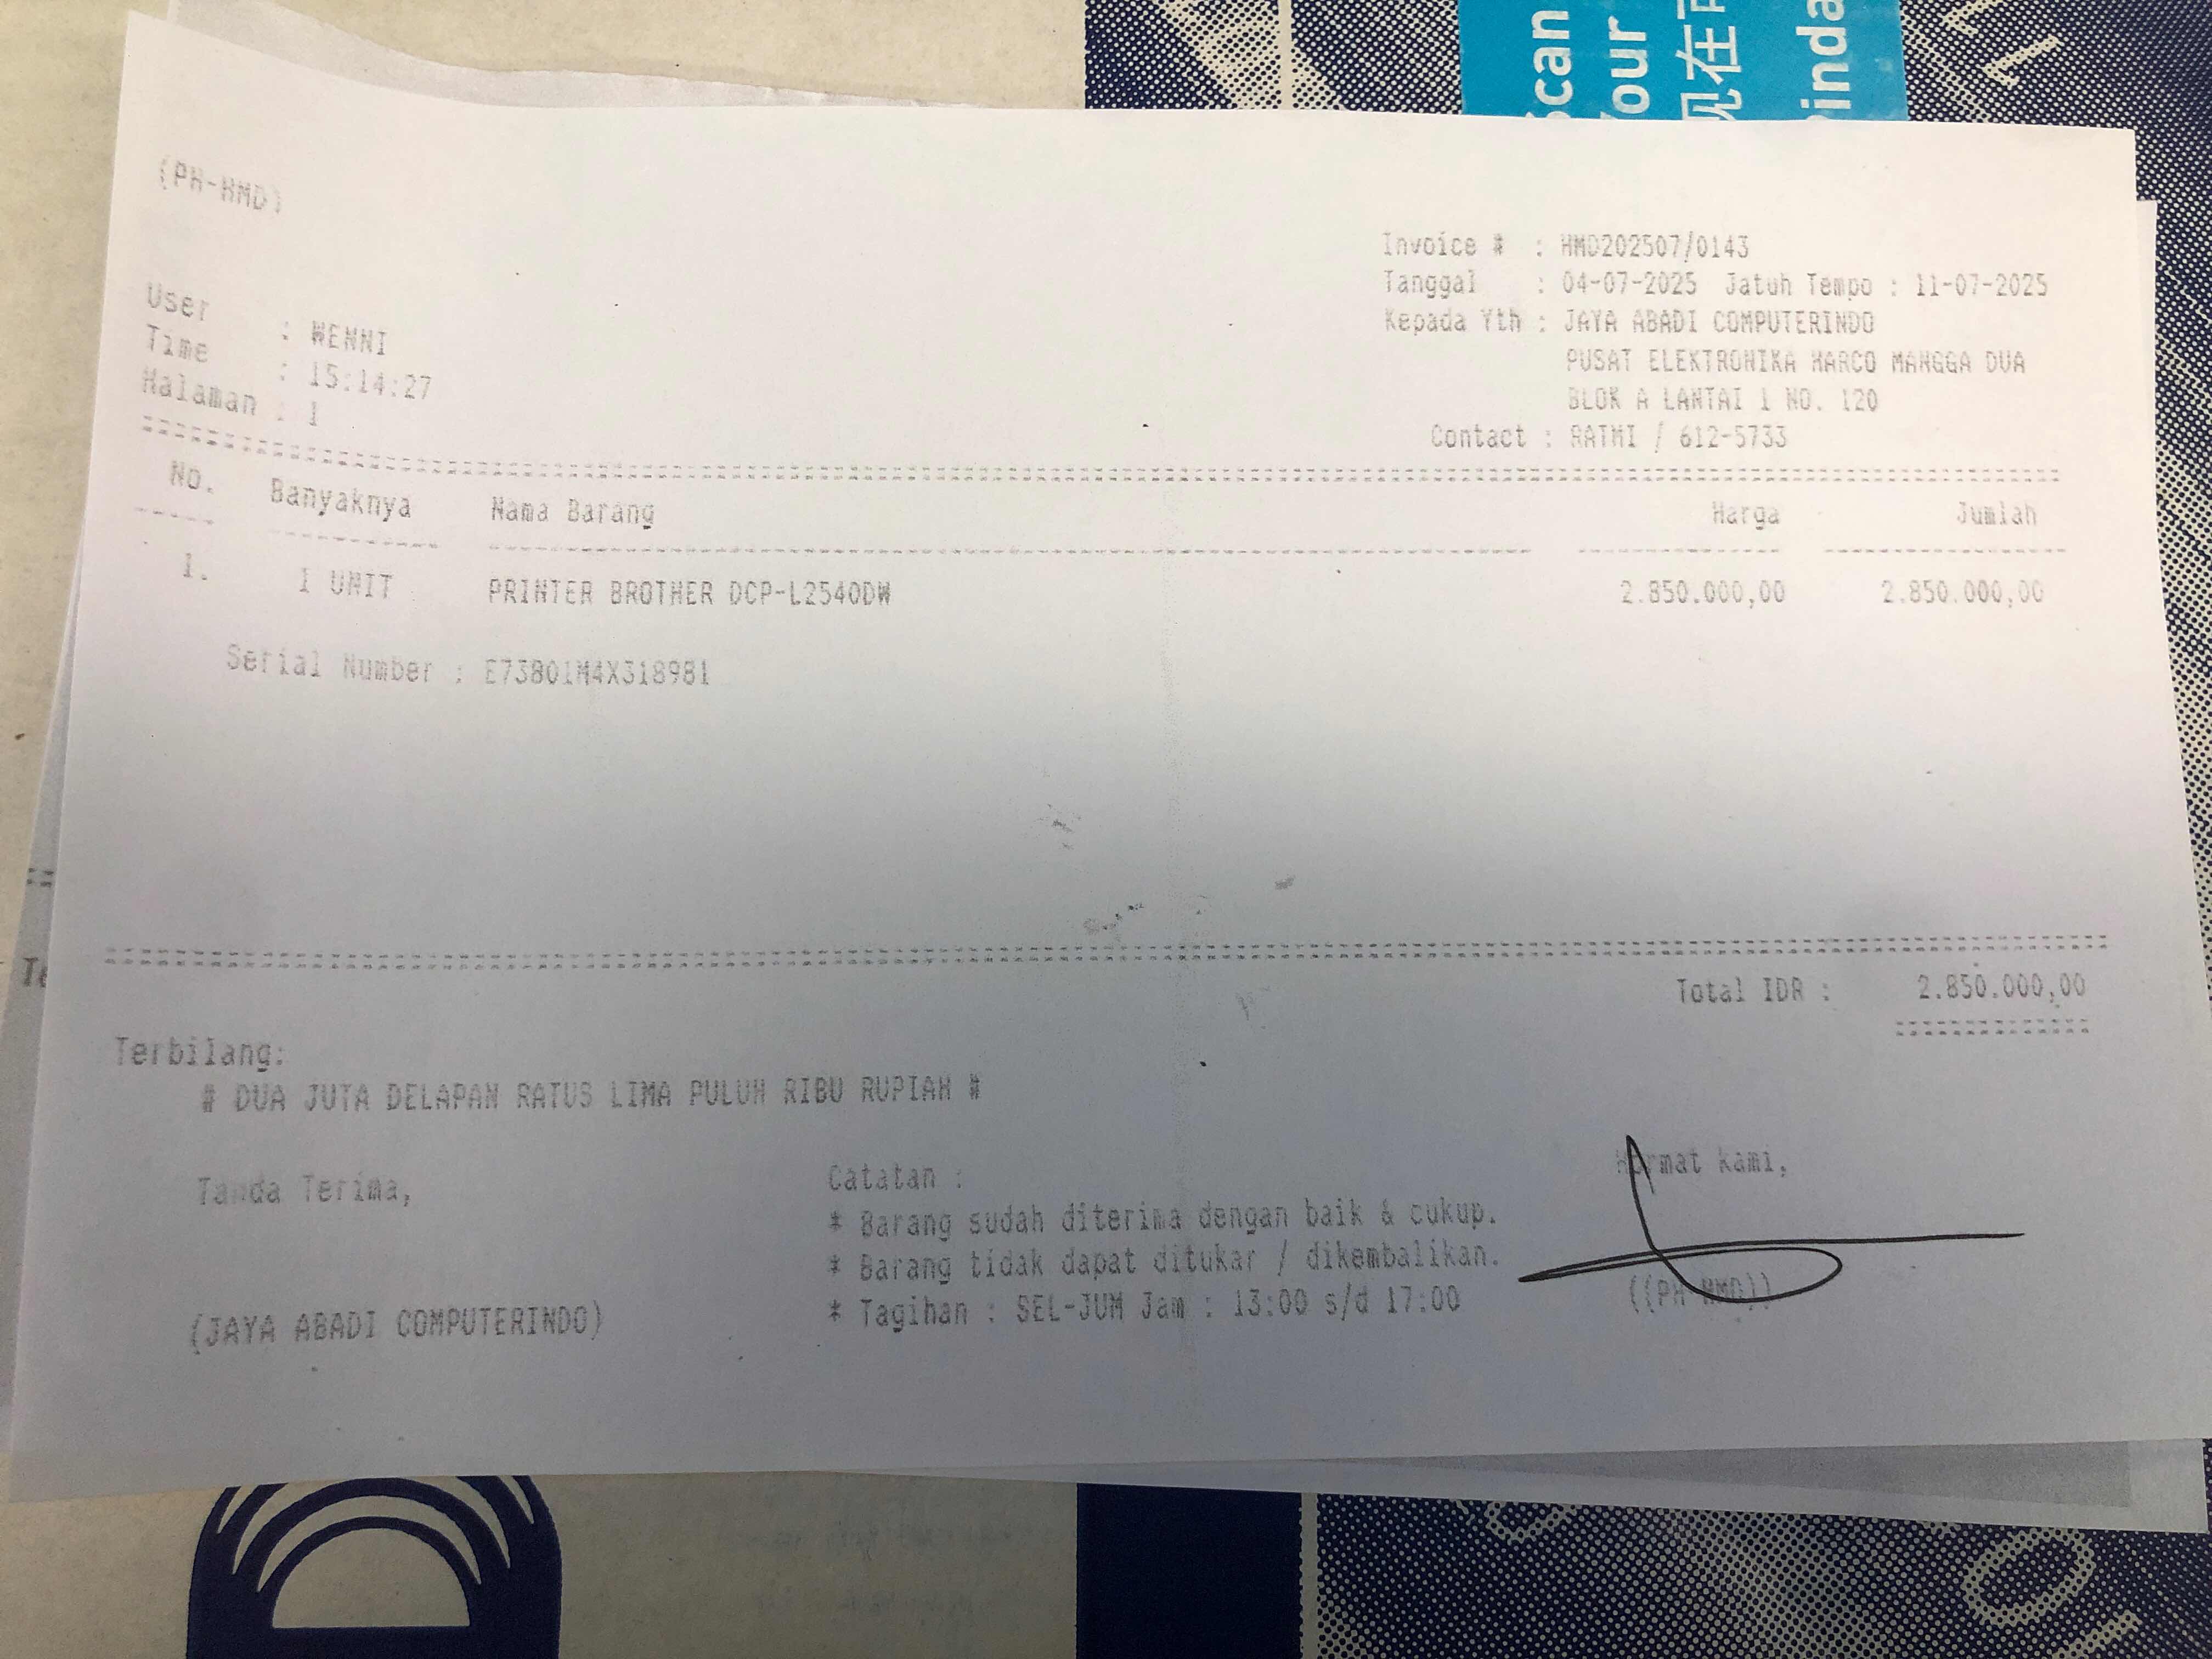 Scan
Your
现在
Pinda
(PH-HMD)
Invoice # : HMD202507/0143
Tanggal : 04-07-2025 Jatuh Tempo : 11-07-2025
Kepada Yth : JAYA ABADI COMPUTERINDO
PUSAT ELEKTRONIKA HARCO MANGGA DUA
BLOK A LANTAI 1 NO. 120
Contact : RATMI / 612-5733
User : WENNI
Time : 15:14:27
Halaman : 1
No. Banyaknya Nama Barang Harga Jumlah
1. 1 UNIT PRINTER BROTHER DCP-L2540DW 2.850.000,00 2.850.000,00
Serial Number : E73801M4X318981
Total IDR : 2.850.000,00
Terbilang:
# DUA JUTA DELAPAN RATUS LIMA PULUH RIBU RUPIAH #
Tanda Terima,
(JAYA ABADI COMPUTERINDO)
Catatan :
* Barang sudah diterima dengan baik & cukup.
* Barang tidak dapat ditukar / dikembalikan.
* Tagihan : SEL-JUM Jam : 13:00 s/d 17:00
Hormat kami,
((PH-HMD))